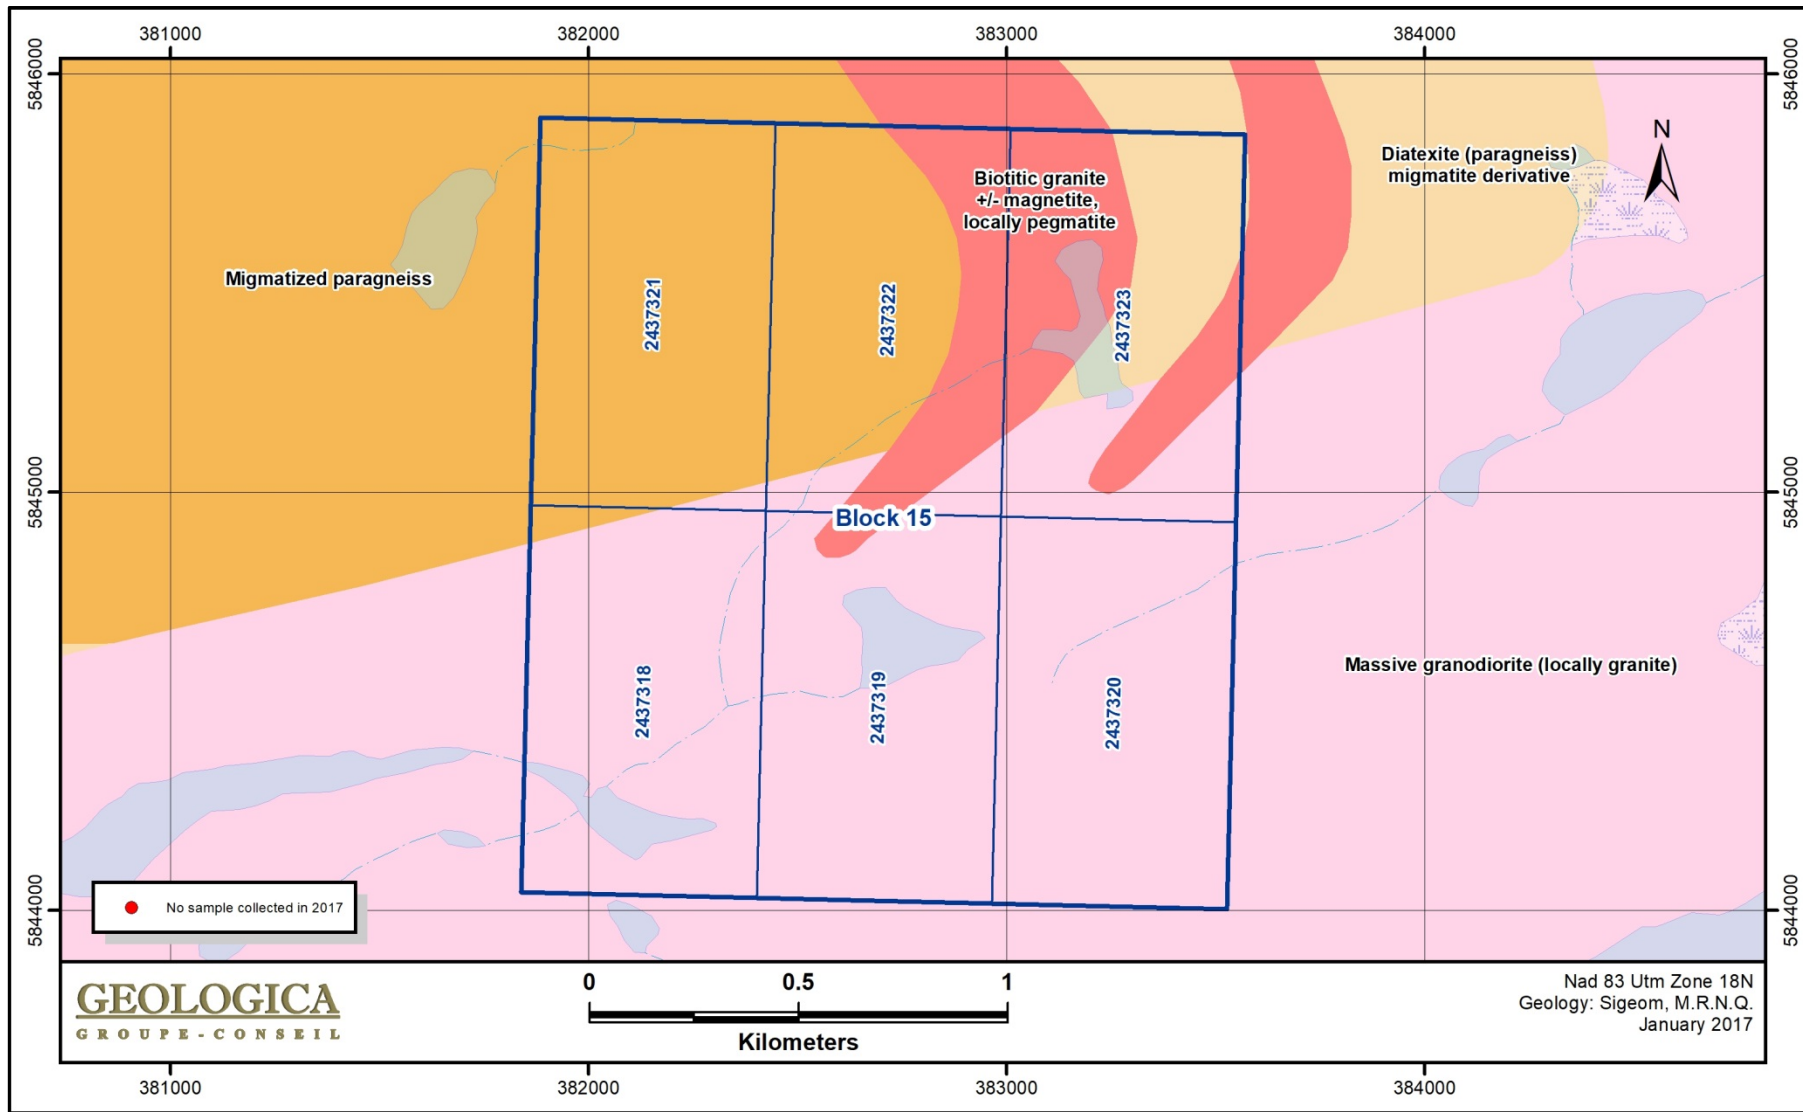 381000
382000
383000
384000
5846000
5846000
N
Diatexite (paragneiss)
migmatite derivative
Biotitic granite
+/- magnetite,
locally pegmatite
Migmatized paragneiss
2437321
2437322
2437323
5845000
5845000
Block 15
Massive granodiorite (locally granite)
2437318
2437319
2437320
5844000
5844000
No sample collected in 2017
GEOLOGICA
GROUPE-CONSEIL
0
0.5
1
Kilometers
Nad 83 Utm Zone 18N
Geology: Sigeom, M.R.N.Q.
January 2017
381000
382000
383000
384000